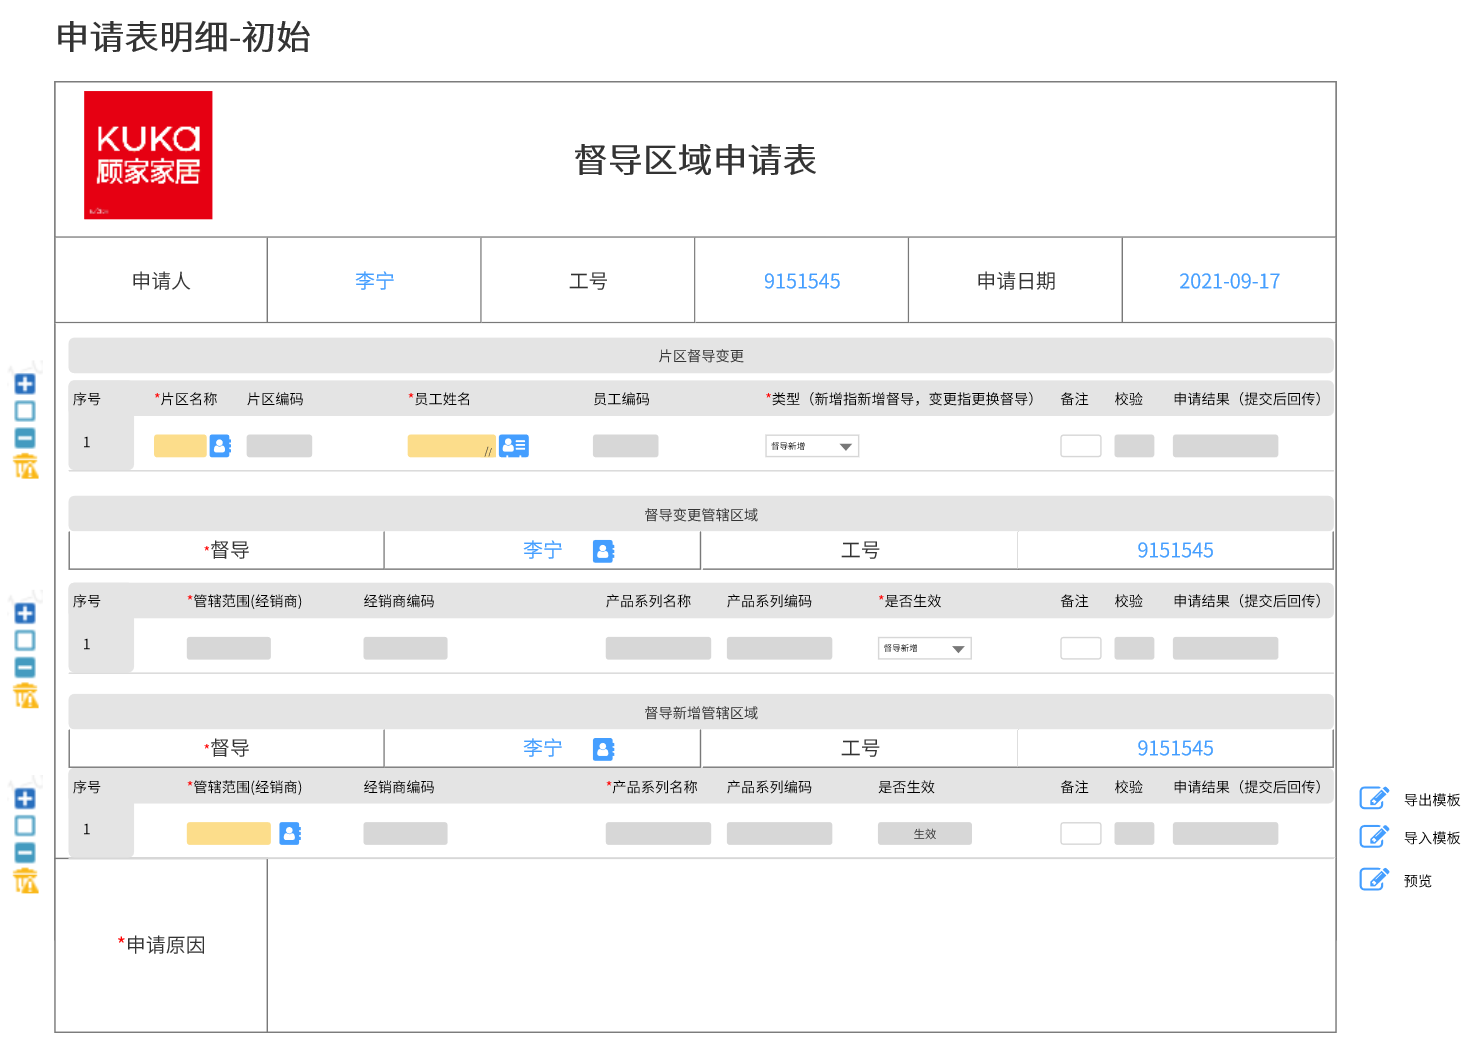 申请表明细-初始
KUKA
顾家家居
督导区域申请表
申请人 李宁 工号 9151545 申请日期 2021-09-17
片区督导变更
序号 *片区名称 片区编码 *员工姓名 员工编码 *类型（新增指新增督导，变更指更换督导） 备注 校验 申请结果（提交后回传）
1 // 督导新增
督导变更管辖区域
*督导 李宁 工号 9151545
序号 *管辖范围(经销商) 经销商编码 产品系列名称 产品系列编码 *是否生效 备注 校验 申请结果（提交后回传）
1 督导新增
督导新增管辖区域
*督导 李宁 工号 9151545
序号 *管辖范围(经销商) 经销商编码 *产品系列名称 产品系列编码 是否生效 备注 校验 申请结果（提交后回传）
1 生效
导出模板
导入模板
预览
*申请原因